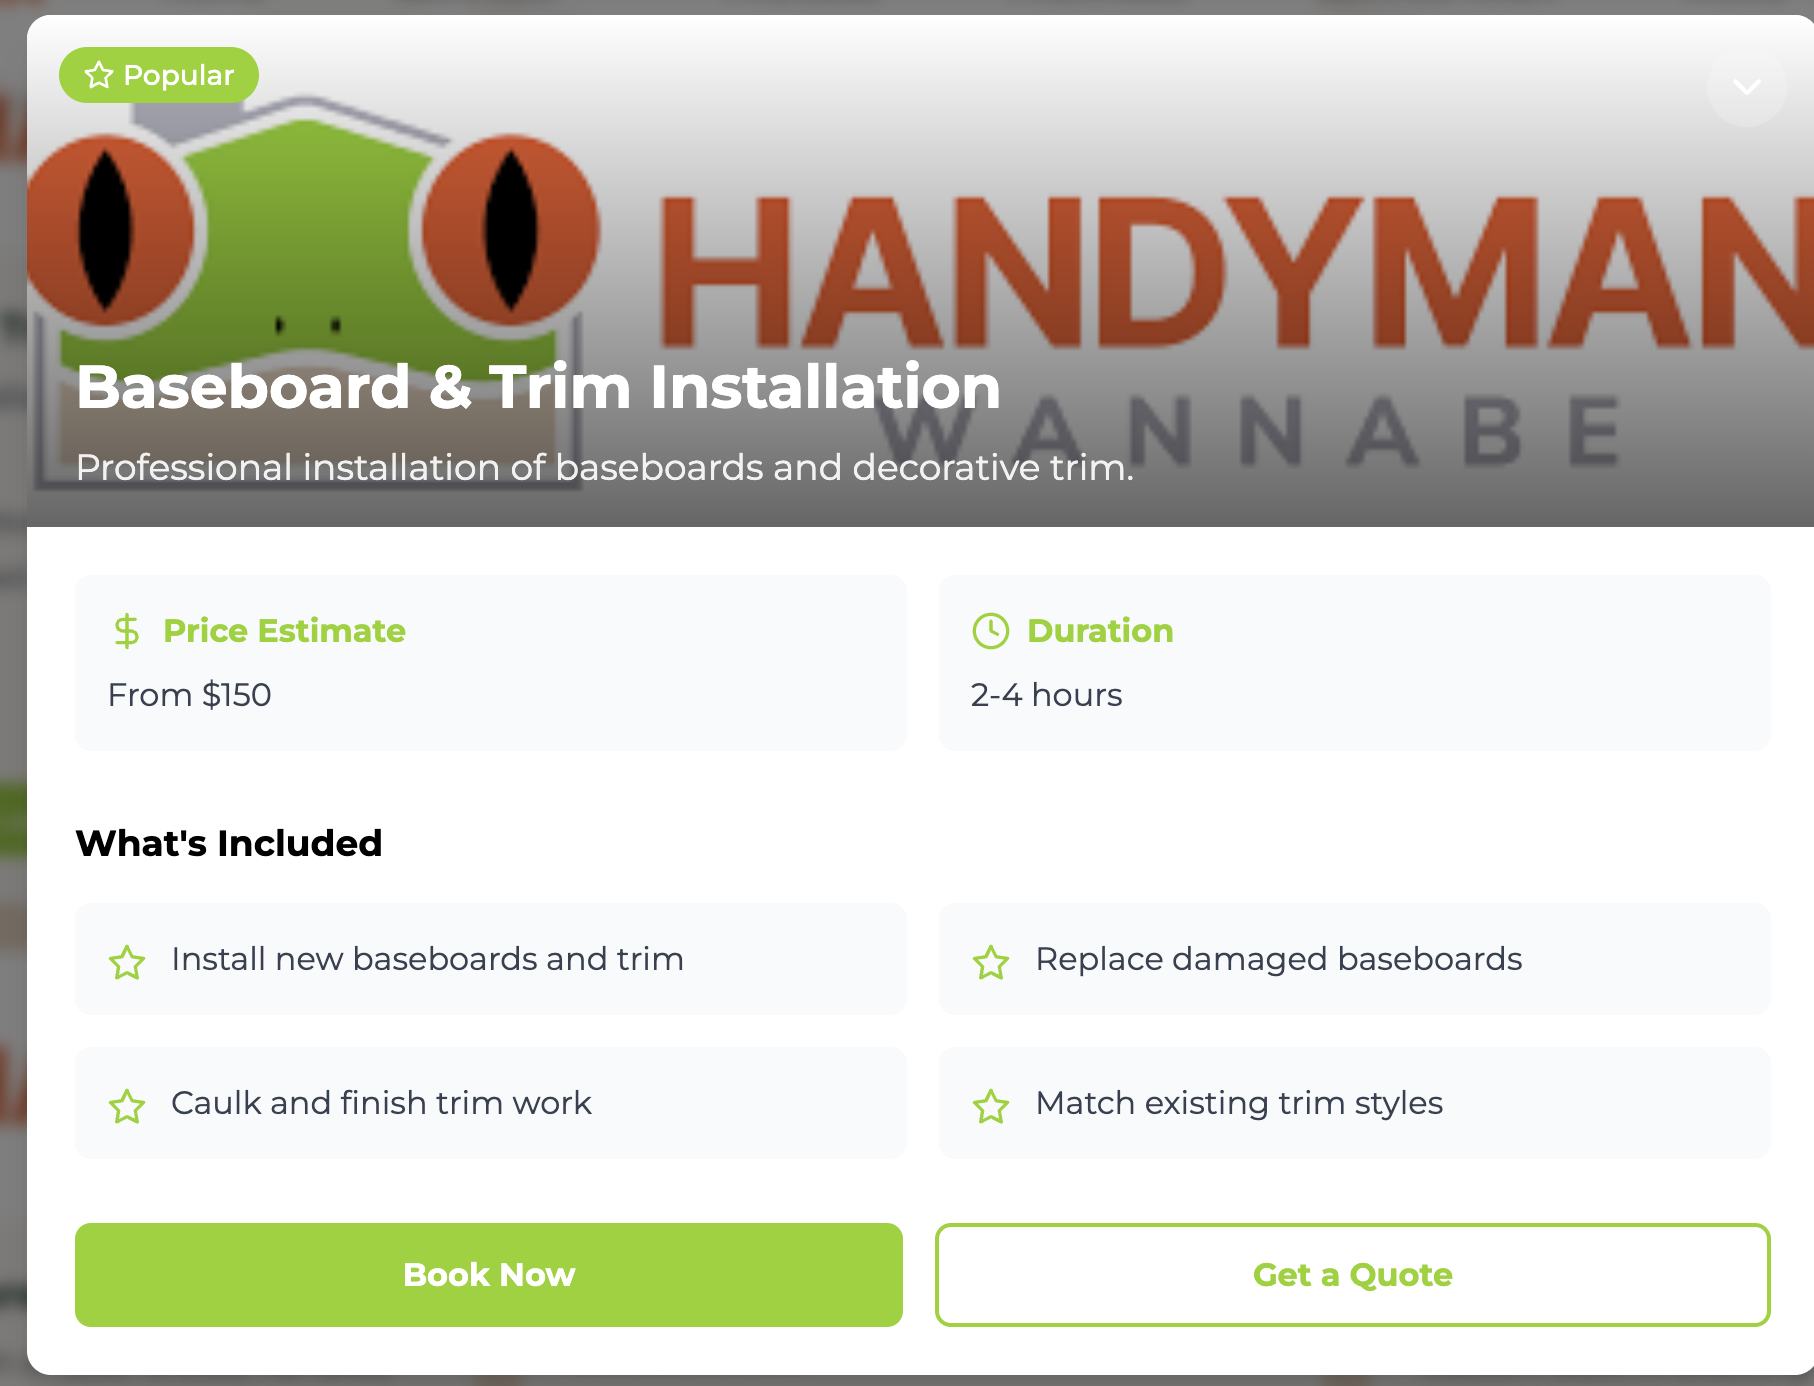 Popular
HANDYMAN
WANNABE
Baseboard & Trim Installation
Professional installation of baseboards and decorative trim.
Price Estimate
From $150
Duration
2-4 hours
What's Included
Install new baseboards and trim
Replace damaged baseboards
Caulk and finish trim work
Match existing trim styles
Book Now
Get a Quote